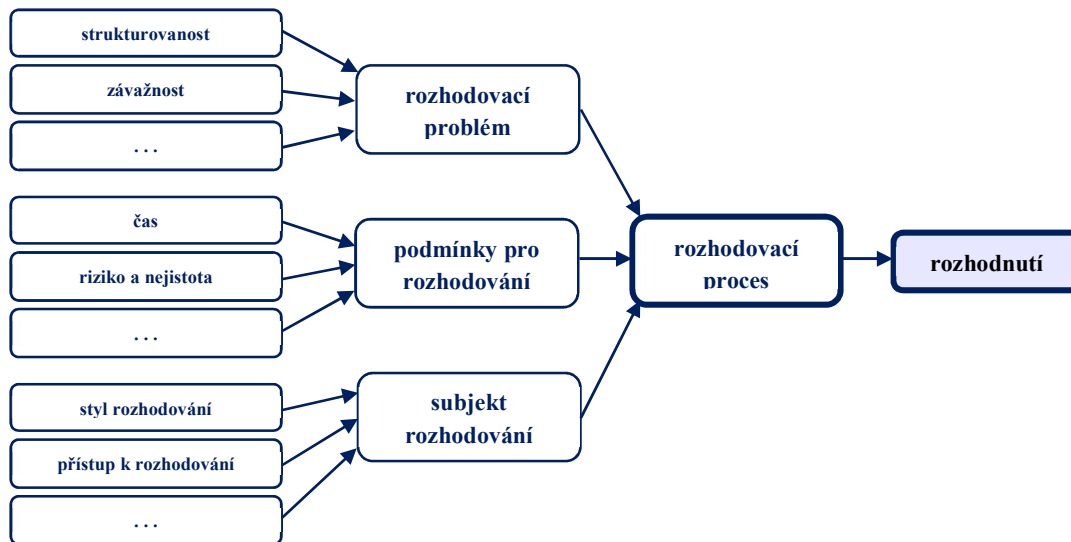 strukturovanost
závažnost
. . .
rozhodovací
problém
čas
riziko a nejistota
. . .
podmínky pro
rozhodování
styl rozhodování
přístup k rozhodování
. . .
subjekt
rozhodování
rozhodovací
proces
rozhodnutí